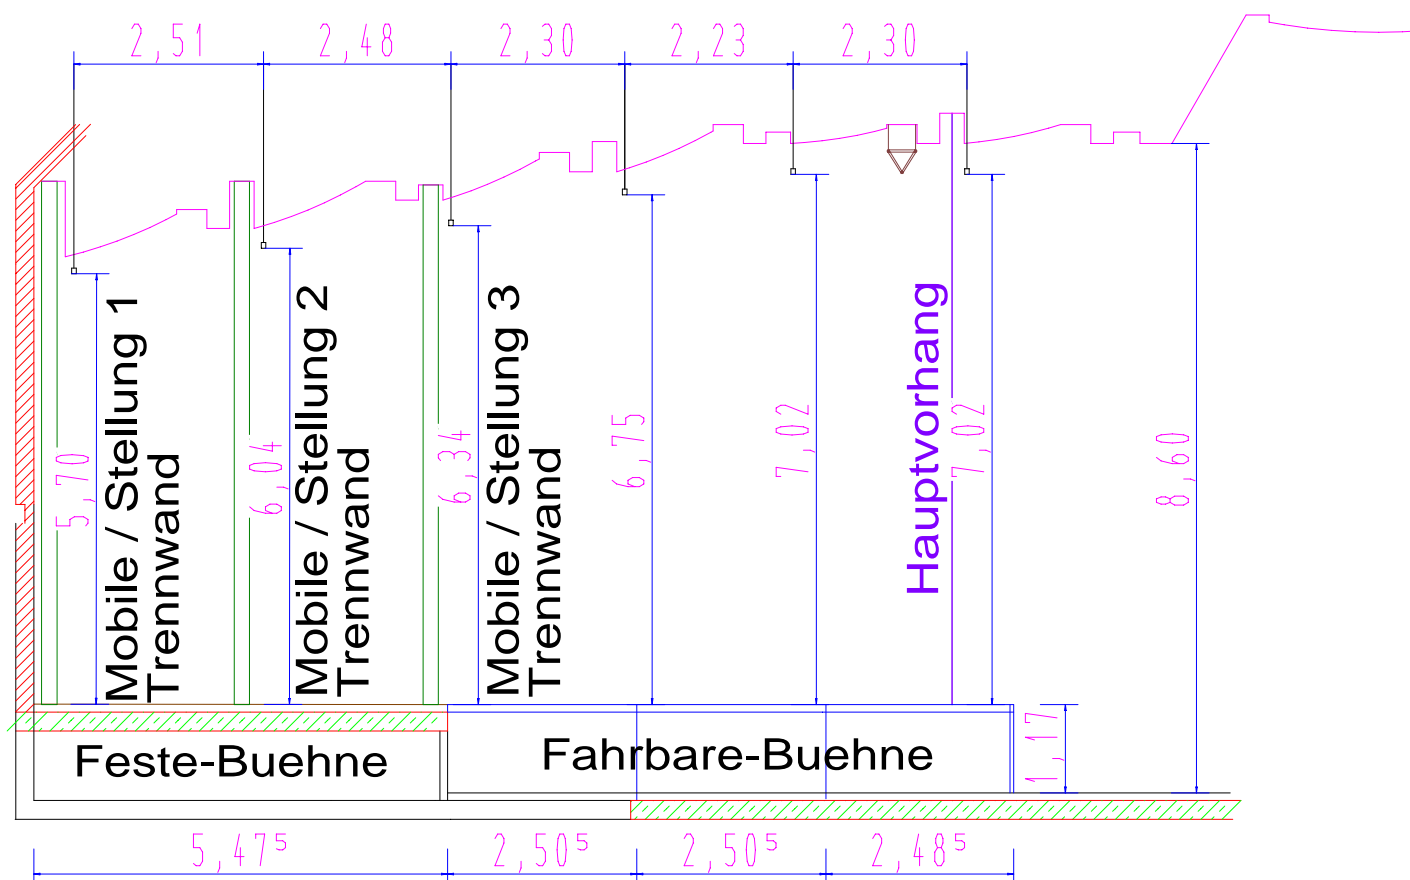 2,51
2,48
2,30
2,23
2,30
Mobile / Stellung 1
Trennwand
Mobile / Stellung 2
Trennwand
Mobile / Stellung 3
Trennwand
Hauptvorhang
5,70
6,04
6,34
6,75
7,02
7,02
8,60
1,17
Feste-Buehne
Fahrbare-Buehne
5,47⁵
2,50⁵
2,50⁵
2,48⁵